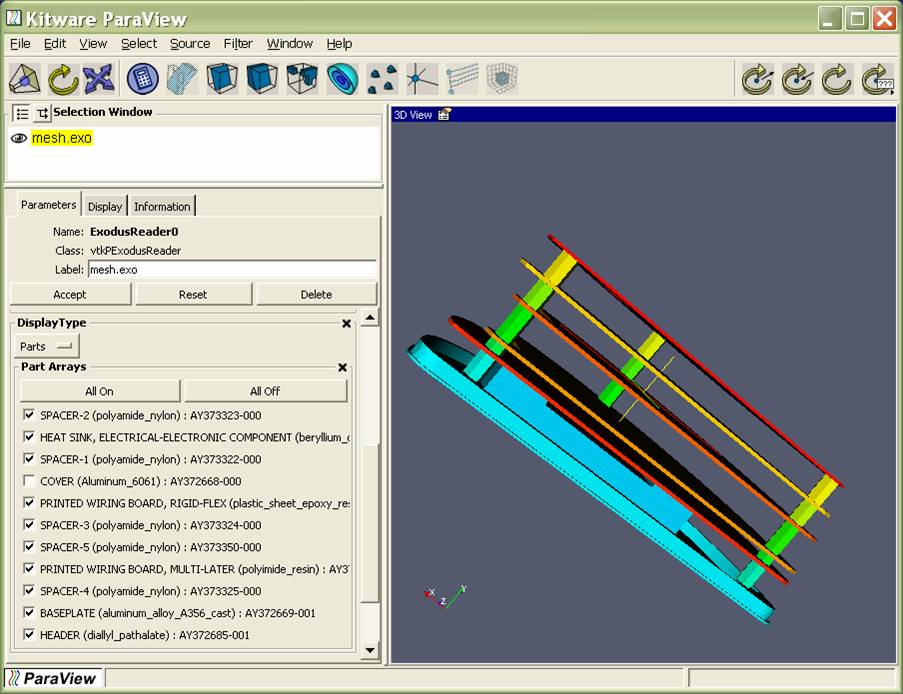 Kitware ParaView
File Edit View Select Source Filter Window Help
???
Selection Window
3D View
mesh.exo
Parameters Display Information
Name: ExodusReader0
Class: vtkPExodusReader
Label: mesh.exo
Accept Reset Delete
DisplayType
Parts
Part Arrays
All On All Off
SPACER-2 (polyamide_nylon) : AY373323-000
HEAT SINK, ELECTRICAL-ELECTRONIC COMPONENT (beryllium_
SPACER-1 (polyamide_nylon) : AY373322-000
COVER (Aluminum_6061) : AY372668-000
PRINTED WIRING BOARD, RIGID-FLEX (plastic_sheet_epoxy_re
SPACER-3 (polyamide_nylon) : AY373324-000
SPACER-5 (polyamide_nylon) : AY373350-000
PRINTED WIRING BOARD, MULTI-LATER (polyimide_resin) : AY3
SPACER-4 (polyamide_nylon) : AY373325-000
BASEPLATE (aluminum_alloy_A356_cast) : AY372669-001
HEADER (diallyl_pathalate) : AY372685-001
X Z Y
ParaView